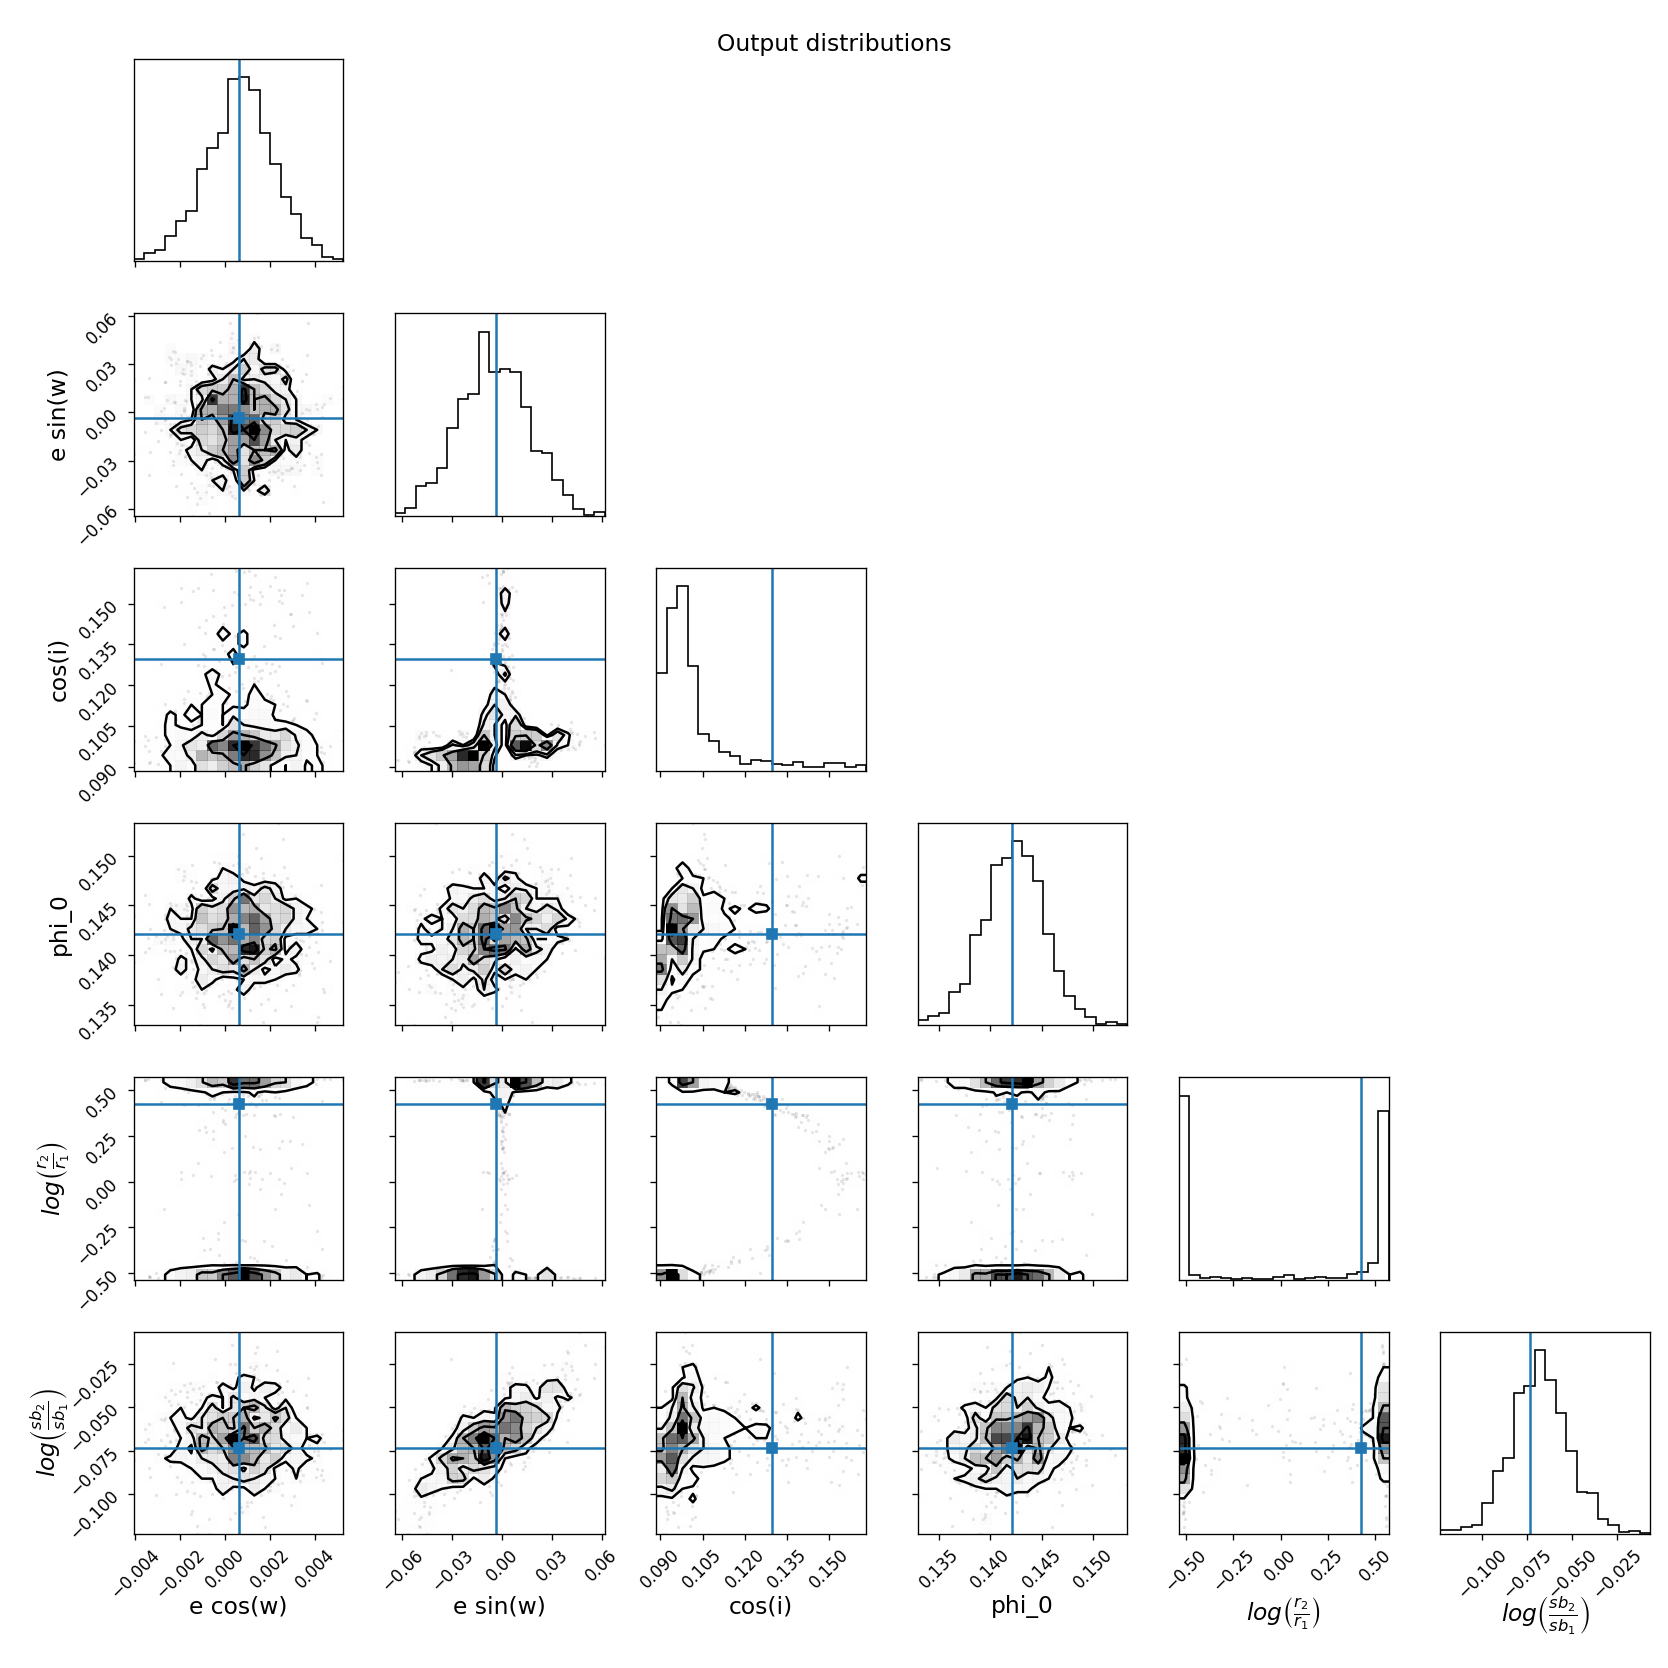 Output distributions
0.06
0.03
0.00
−0.03
−0.06
e sin(w)
0.150
0.135
0.120
0.105
0.090
cos(i)
0.150
0.145
0.140
0.135
phi_0
0.50
0.25
0.00
−0.25
−0.50
log(r2/r1)
−0.025
−0.050
−0.075
−0.100
log(sb2/sb1)
−0.004 −0.002 0.000 0.002 0.004 −0.06 −0.03 0.00 0.03 0.06 0.090 0.105 0.120 0.135 0.150 0.135 0.140 0.145 0.150 −0.50 −0.25 0.00 0.25 0.50 −0.100 −0.075 −0.050 −0.025
e cos(w) e sin(w) cos(i) phi_0 log(r2/r1) log(sb2/sb1)